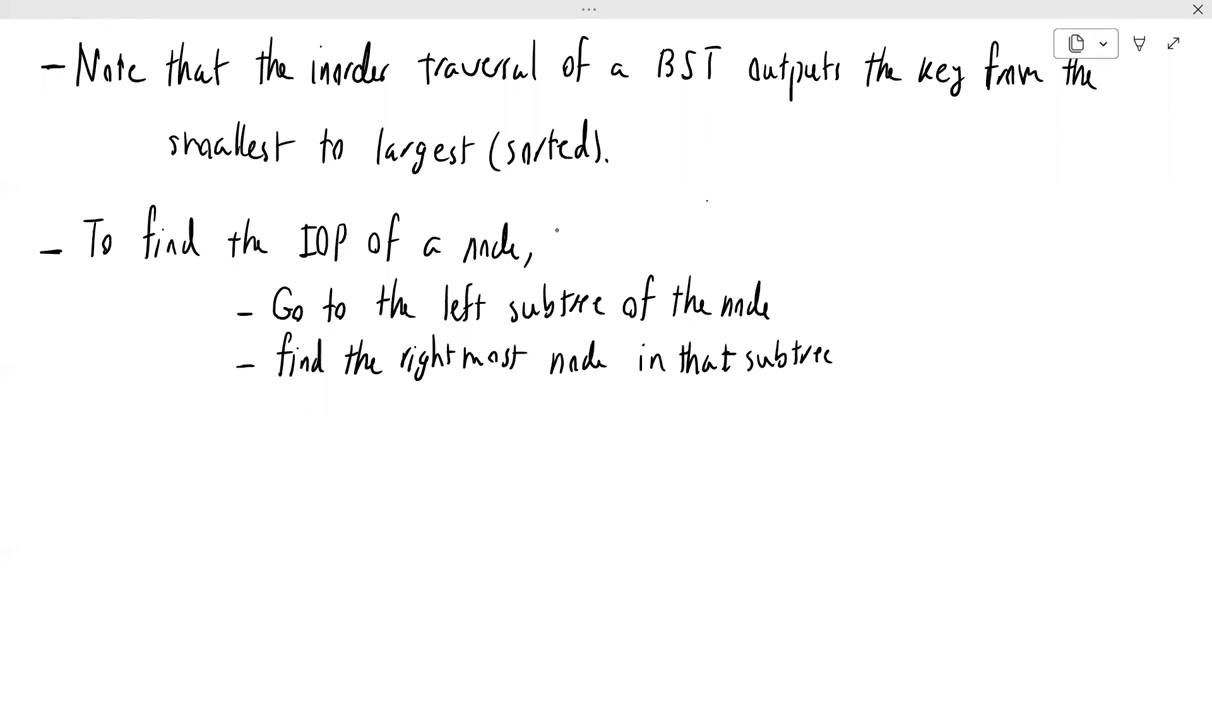 - Note that the inorder traversal of a BST outputs the key from the
smallest to largest (sorted).
- To find the IOP of a node,
- Go to the left subtree of the node
- find the rightmost node in that subtree